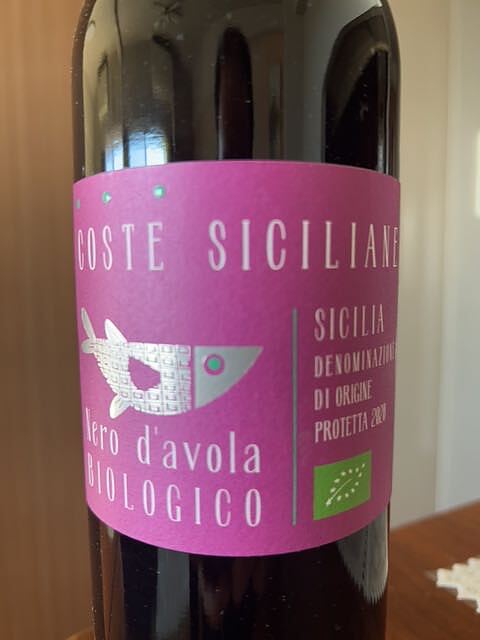 COSTE SICILIANE
Nero d'avola
BIOLOGICO
SICILIA
DENOMINAZIONE
DI ORIGINE
PROTETTA 2020